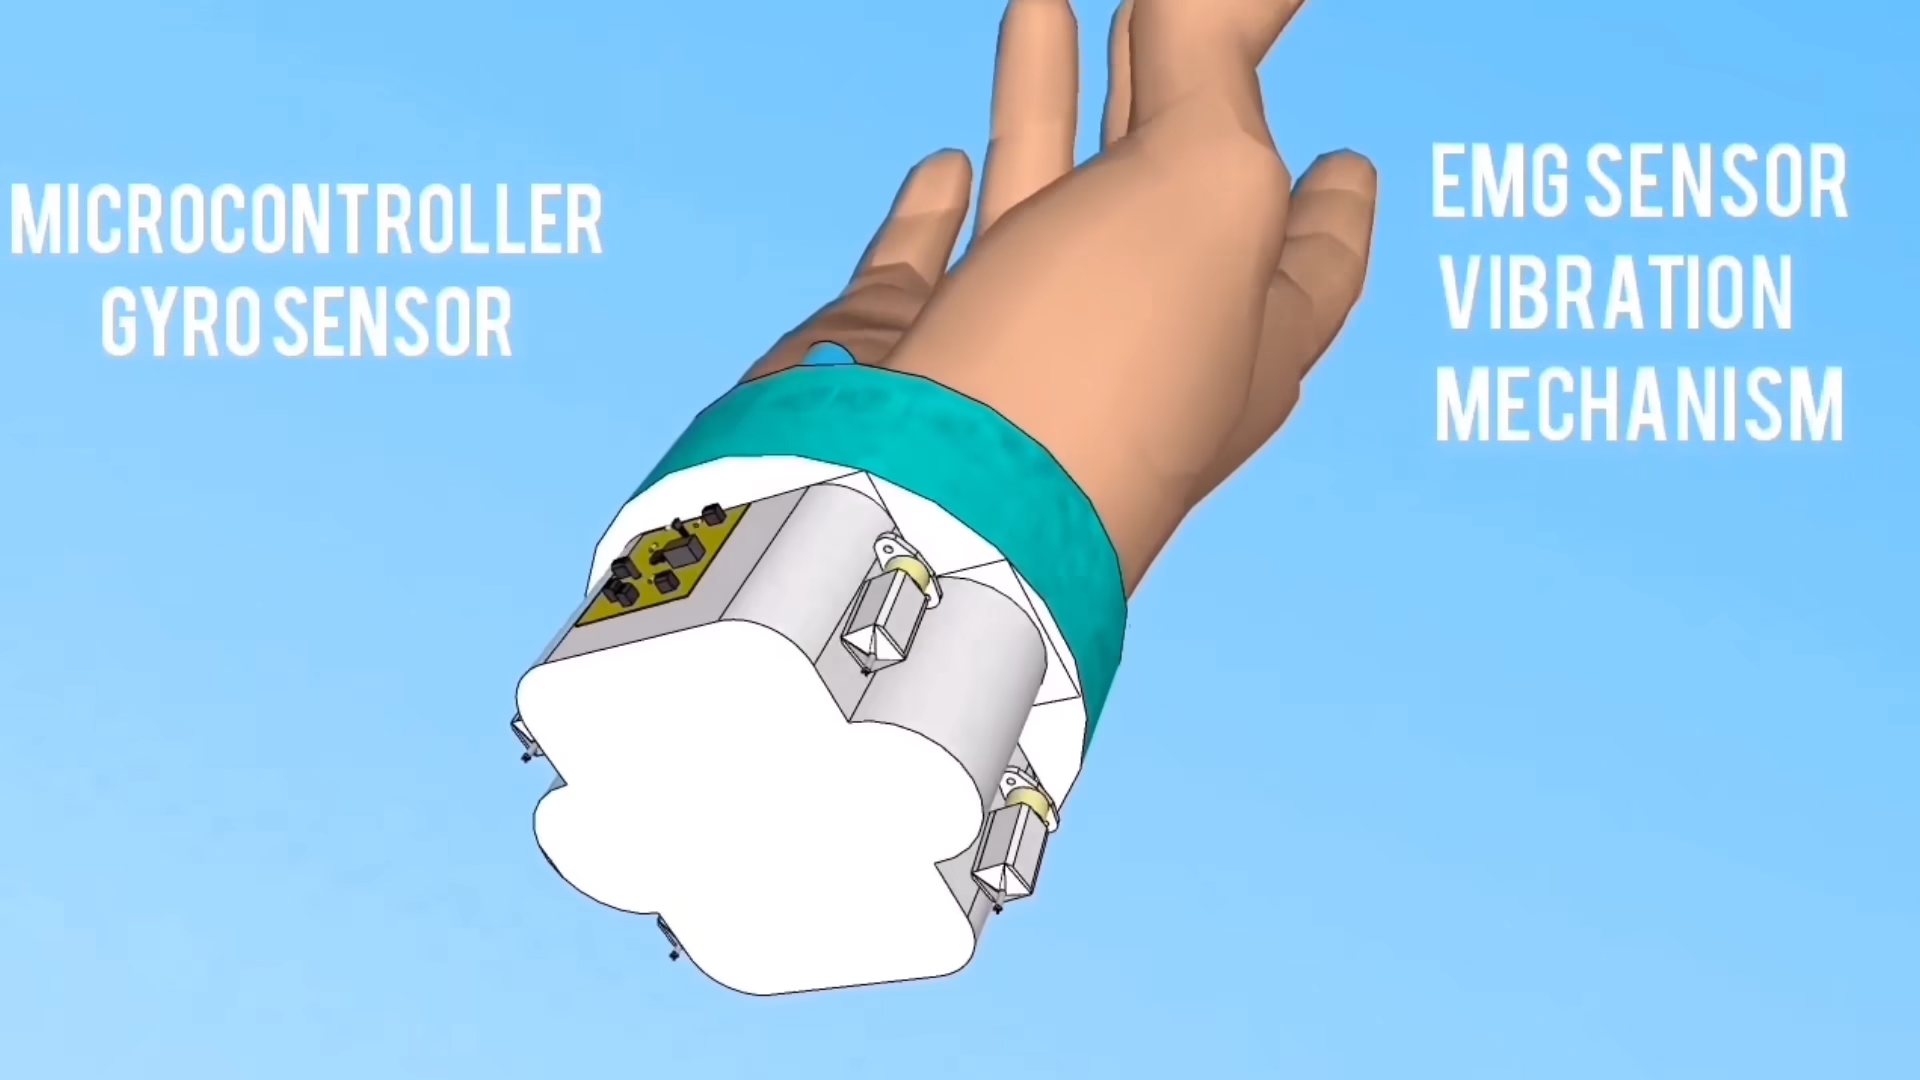 MICROCONTROLLER
GYRO SENSOR
EMG SENSOR
VIBRATION
MECHANISM